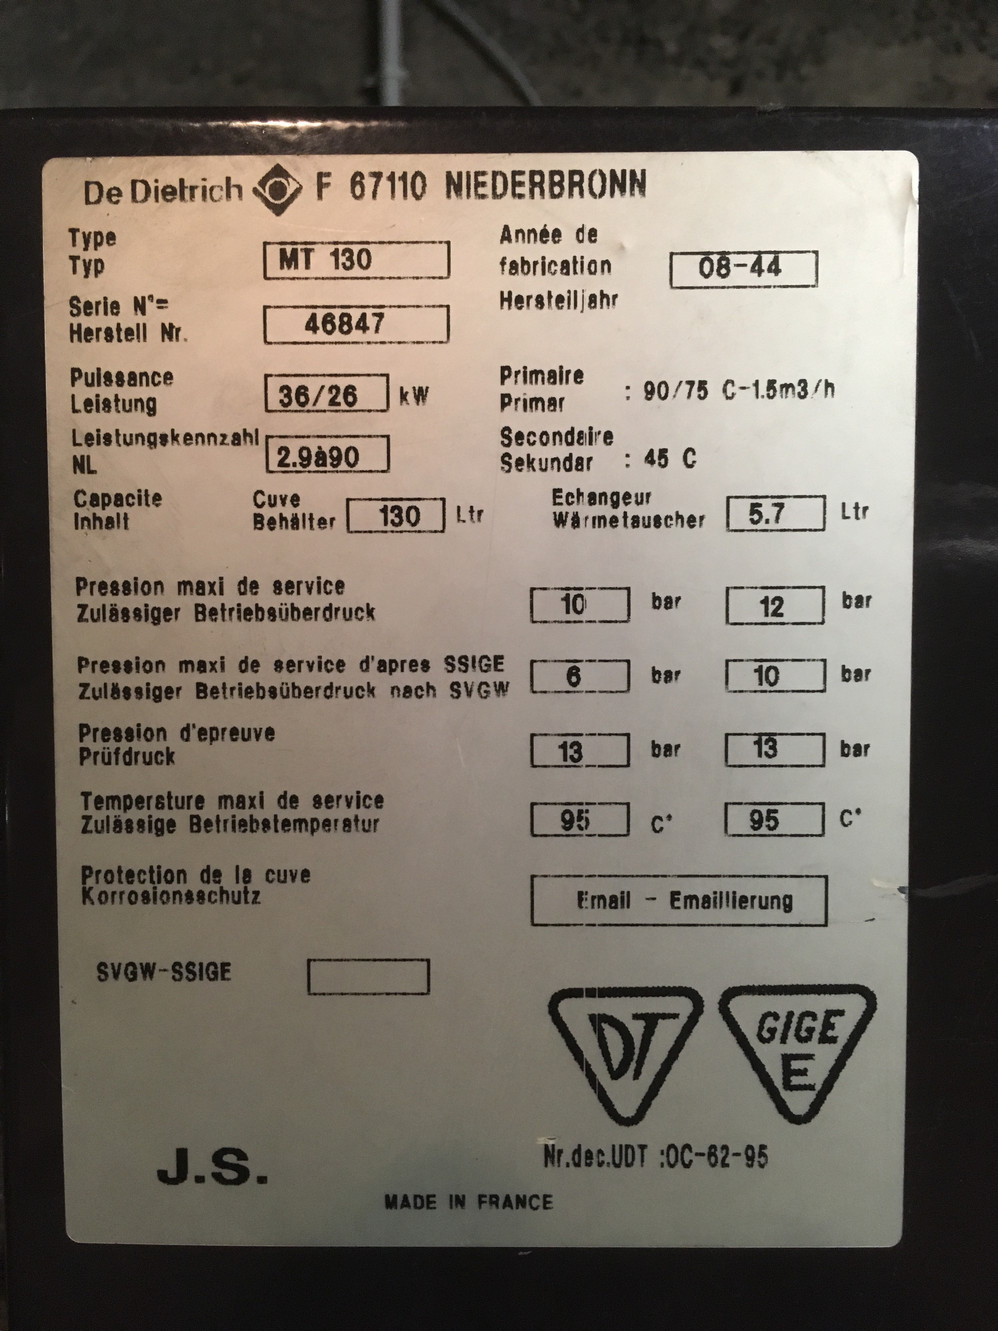 De Dietrich F 67110 NIEDERBRONN
Type
Typ
MT 130
Année de
fabrication
Herstelljahr
08-44
Serie N°=
Herstell Nr.
46847
Puissance
Leistung
36/26 kW
Primaire
Primar : 90/75 C-1.5m3/h
Leistungskennzahl
NL
2.9à90
Secondaire
Sekundar : 45 C
Capacite
Inhalt
Cuve
Behälter
130 Ltr
Echangeur
Wärmetauscher
5.7 Ltr
Pression maxi de service
Zulässiger Betriebsüberdruck
10 bar 12 bar
Pression maxi de service d'apres SSIGE
Zulässiger Betriebsüberdruck nach SVGW
6 bar 10 bar
Pression d'epreuve
Prüfdruck
13 bar 13 bar
Temperature maxi de service
Zulässige Betriebstemperatur
95 C° 95 C°
Protection de la cuve
Korrosionsschutz
Email - Emaillierung
SVGW-SSIGE
DT
GIGE
E
Nr.dec.UDT :OC-62-95
J.S.
MADE IN FRANCE